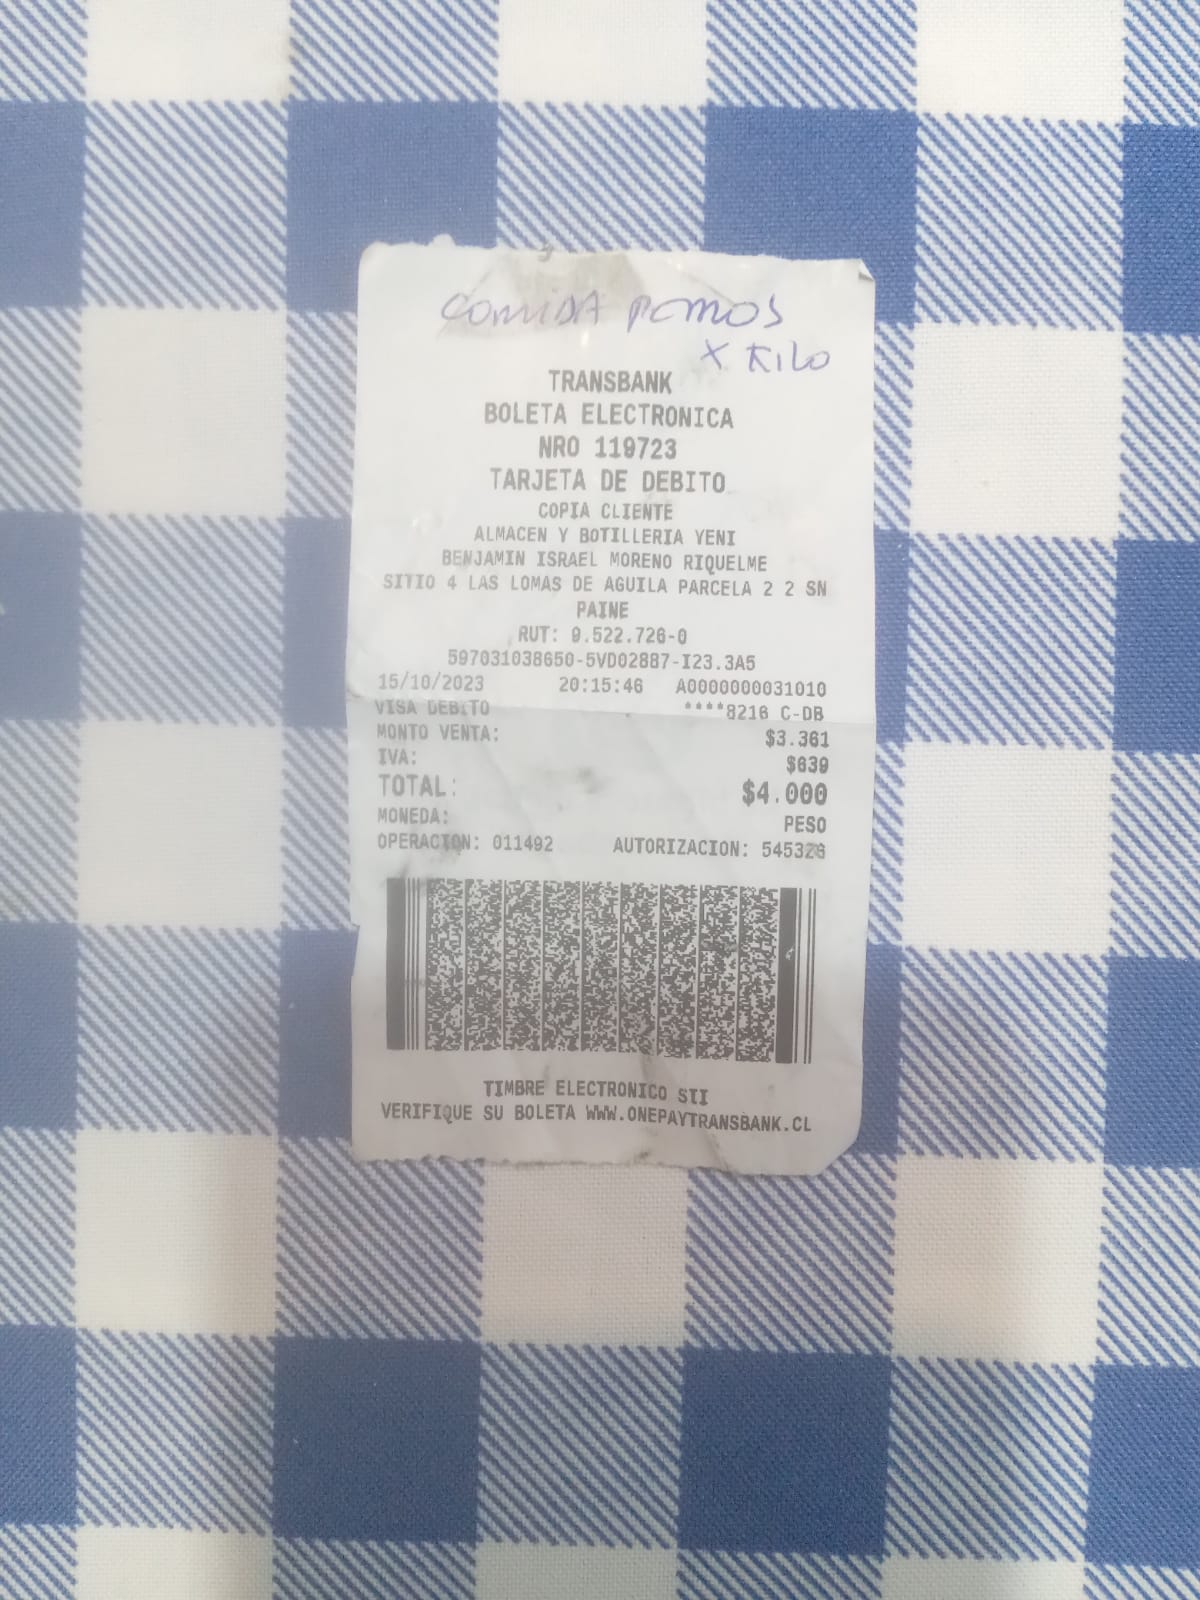 COMIDA PERROS
X KILO
TRANSBANK
BOLETA ELECTRONICA
NRO 119723
TARJETA DE DEBITO
COPIA CLIENTE
ALMACEN Y BOTILLERIA YENI
BENJAMIN ISRAEL MORENO RIQUELME
SITIO 4 LAS LOMAS DE AGUILA PARCELA 2 2 SN
PAINE
RUT: 9.522.726-0
597031038650-5VD02887-I23.3A5
15/10/2023 20:15:46 A0000000031010
VISA DEBITO ****8216 C-DB
MONTO VENTA: $3.361
IVA: $639
TOTAL: $4.000
MONEDA: PESO
OPERACION: 011492 AUTORIZACION: 545326
TIMBRE ELECTRONICO STI
VERIFIQUE SU BOLETA WWW.ONEPAYTRANSBANK.CL